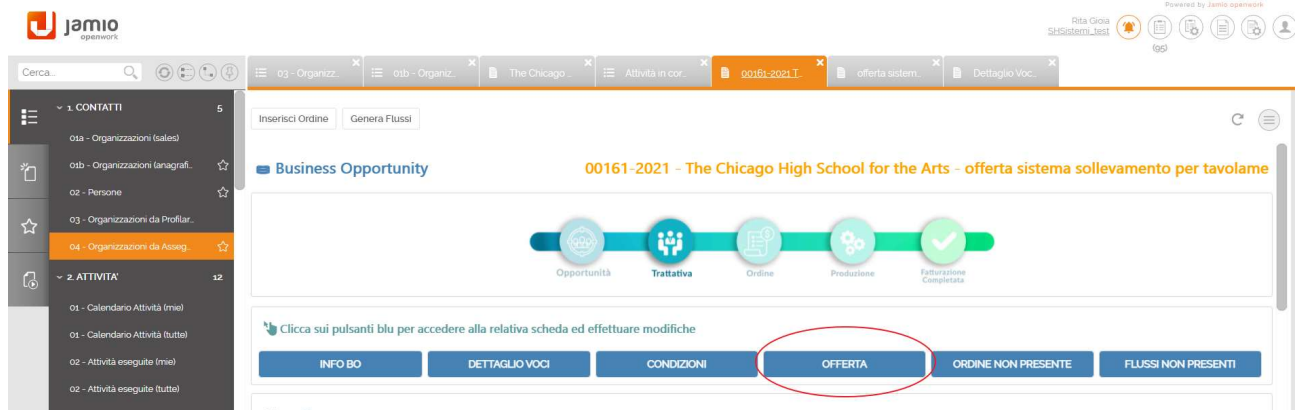 Powered by Jamio openwork
jamio
openwork
Rita Gioia
SHSistemi_test
(95)
Cerca...
03 - Organizz...
01b - Organiz...
The Chicago ...
Attività in cor...
00161-2021 T...
offerta sistem...
Dettaglio Voc...
1. CONTATTI 5
01a - Organizzazioni (sales)
01b - Organizzazioni (anagrafi...
02 - Persone
03 - Organizzazioni da Profilar...
04 - Organizzazioni da Asseg...
2. ATTIVITA' 12
01 - Calendario Attività (mie)
01 - Calendario Attività (tutte)
02 - Attività eseguite (mie)
02 - Attività eseguite (tutte)
Inserisci Ordine Genera Flussi
Business Opportunity
00161-2021 - The Chicago High School for the Arts - offerta sistema sollevamento per tavolame
Opportunità
Trattativa
Ordine
Produzione
Fatturazione
Completata
Clicca sui pulsanti blu per accedere alla relativa scheda ed effettuare modifiche
INFO BO
DETTAGLIO VOCI
CONDIZIONI
OFFERTA
ORDINE NON PRESENTE
FLUSSI NON PRESENTI